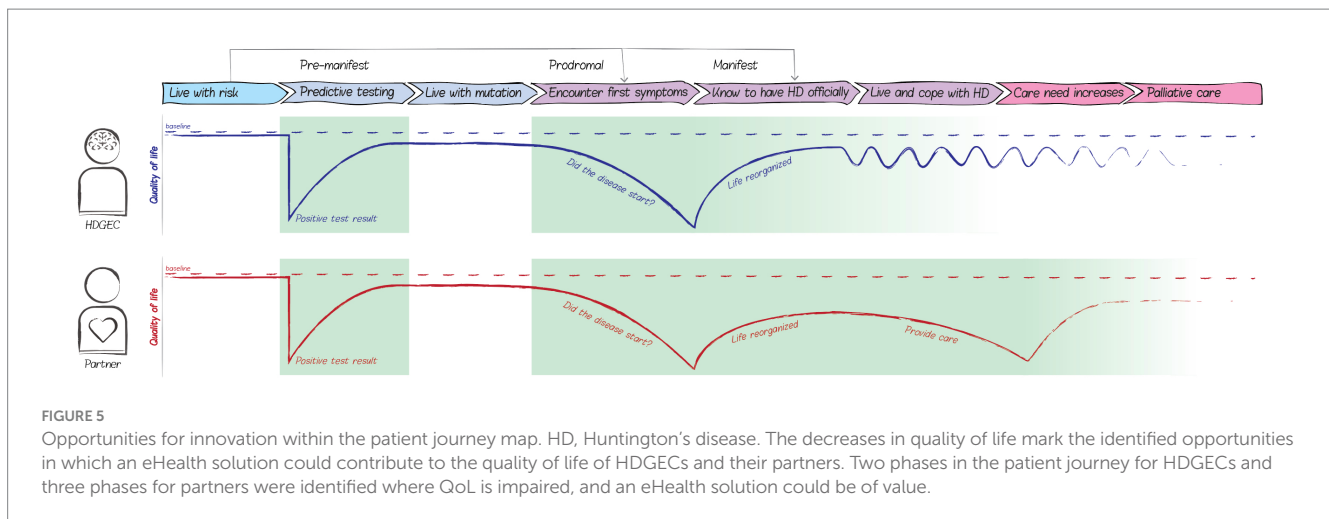 Pre-manifest Prodromal Manifest
Live with risk Predictive testing Live with mutation Encounter first symptoms Know to have HD officially Live and cope with HD Care need increases Palliative care
baseline
Quality of life
Did the disease start?
Life reorganized
Positive test result
HDGEC
baseline
Quality of life
Did the disease start?
Life reorganized
Provide care
Positive test result
Partner
FIGURE 5
Opportunities for innovation within the patient journey map. HD, Huntington's disease. The decreases in quality of life mark the identified opportunities
in which an eHealth solution could contribute to the quality of life of HDGECs and their partners. Two phases in the patient journey for HDGECs and
three phases for partners were identified where QoL is impaired, and an eHealth solution could be of value.